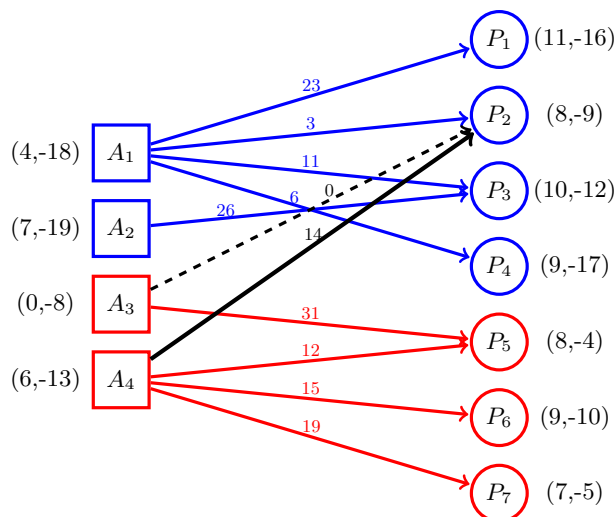 P1 (11,-16)
23
P2 (8,-9)
3
(4,-18) A1
11
0
P3 (10,-12)
6
26
(7,-19) A2
14
P4 (9,-17)
(0,-8) A3
31
P5 (8,-4)
12
(6,-13) A4
15
P6 (9,-10)
19
P7 (7,-5)